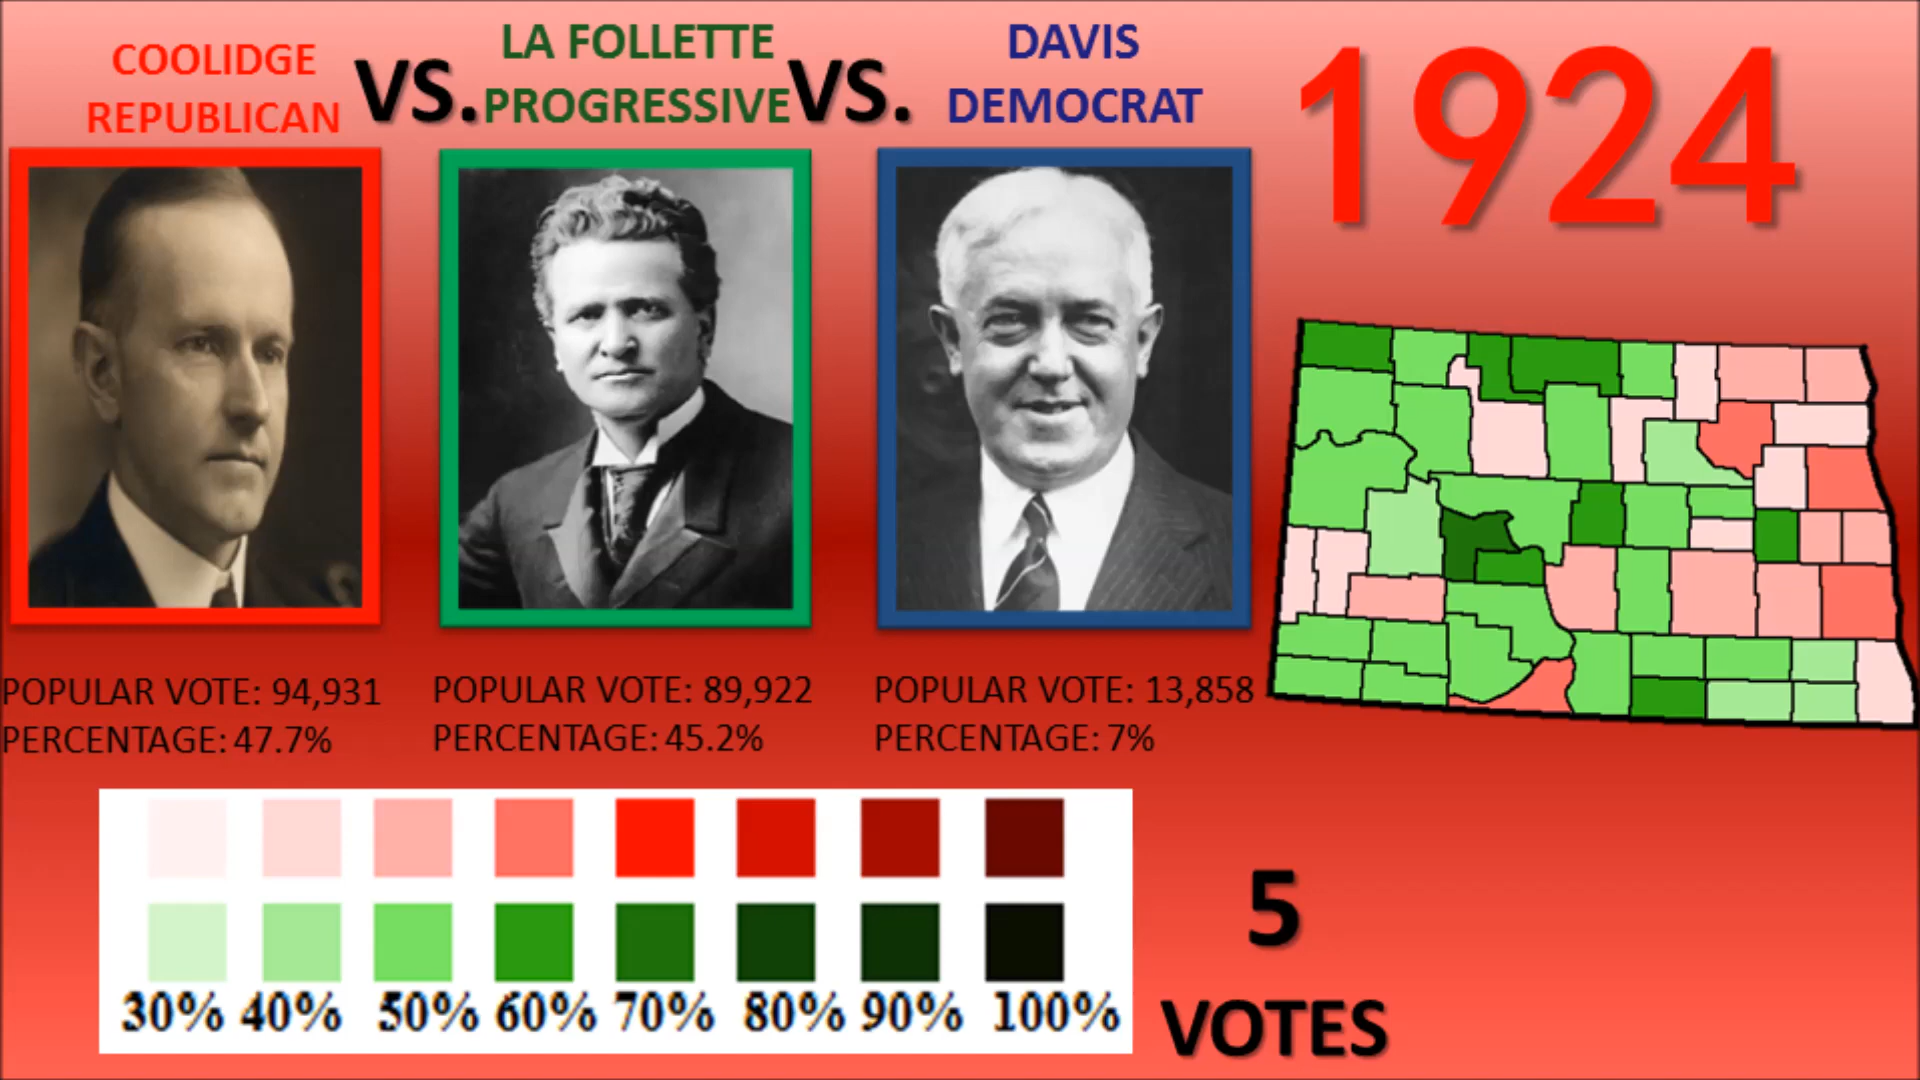 COOLIDGE
REPUBLICAN
VS.
LA FOLLETTE
PROGRESSIVE
VS.
DAVIS
DEMOCRAT
1924
POPULAR VOTE: 94,931
PERCENTAGE: 47.7%
POPULAR VOTE: 89,922
PERCENTAGE: 45.2%
POPULAR VOTE: 13,858
PERCENTAGE: 7%
30% 40% 50% 60% 70% 80% 90% 100%
5
VOTES